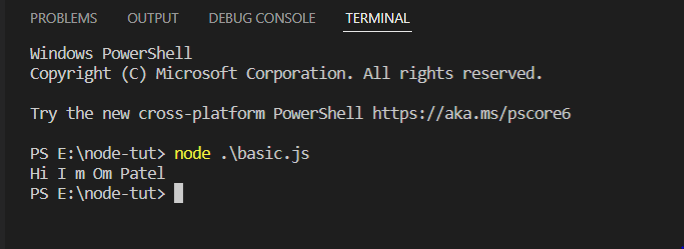 PROBLEMS OUTPUT DEBUG CONSOLE TERMINAL
Windows PowerShell
Copyright (C) Microsoft Corporation. All rights reserved.
Try the new cross-platform PowerShell https://aka.ms/pscore6
PS E:\node-tut> node .\basic.js
Hi I m Om Patel
PS E:\node-tut>